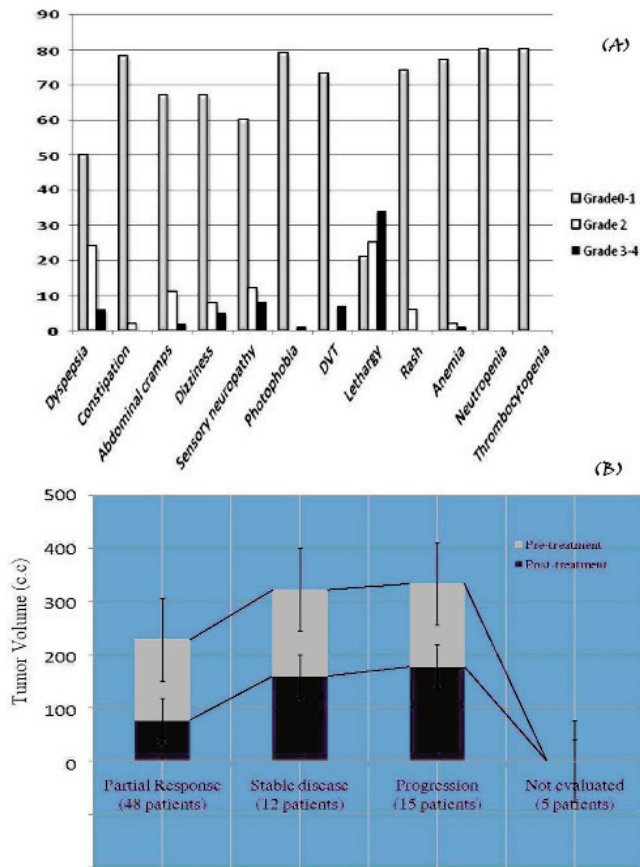 (A)
90
80
70
60
50
40
30
20
10
0
Grade0-1
Grade 2
Grade 3-4
Dyspepsia
Constipation
Abdominal cramps
Dizziness
Sensory neuropathy
Photophobia
DVT
Lethargy
Rash
Anemia
Neutrogenia
Thrombocytopenia
(B)
Tumor Volume (c.c)
500
400
300
200
100
0
Pre-treatment
Post-treatment
Partial Response
(48 patients)
Stable disease
(12 patients)
Progression
(15 patients)
Not evaluated
(5 patients)